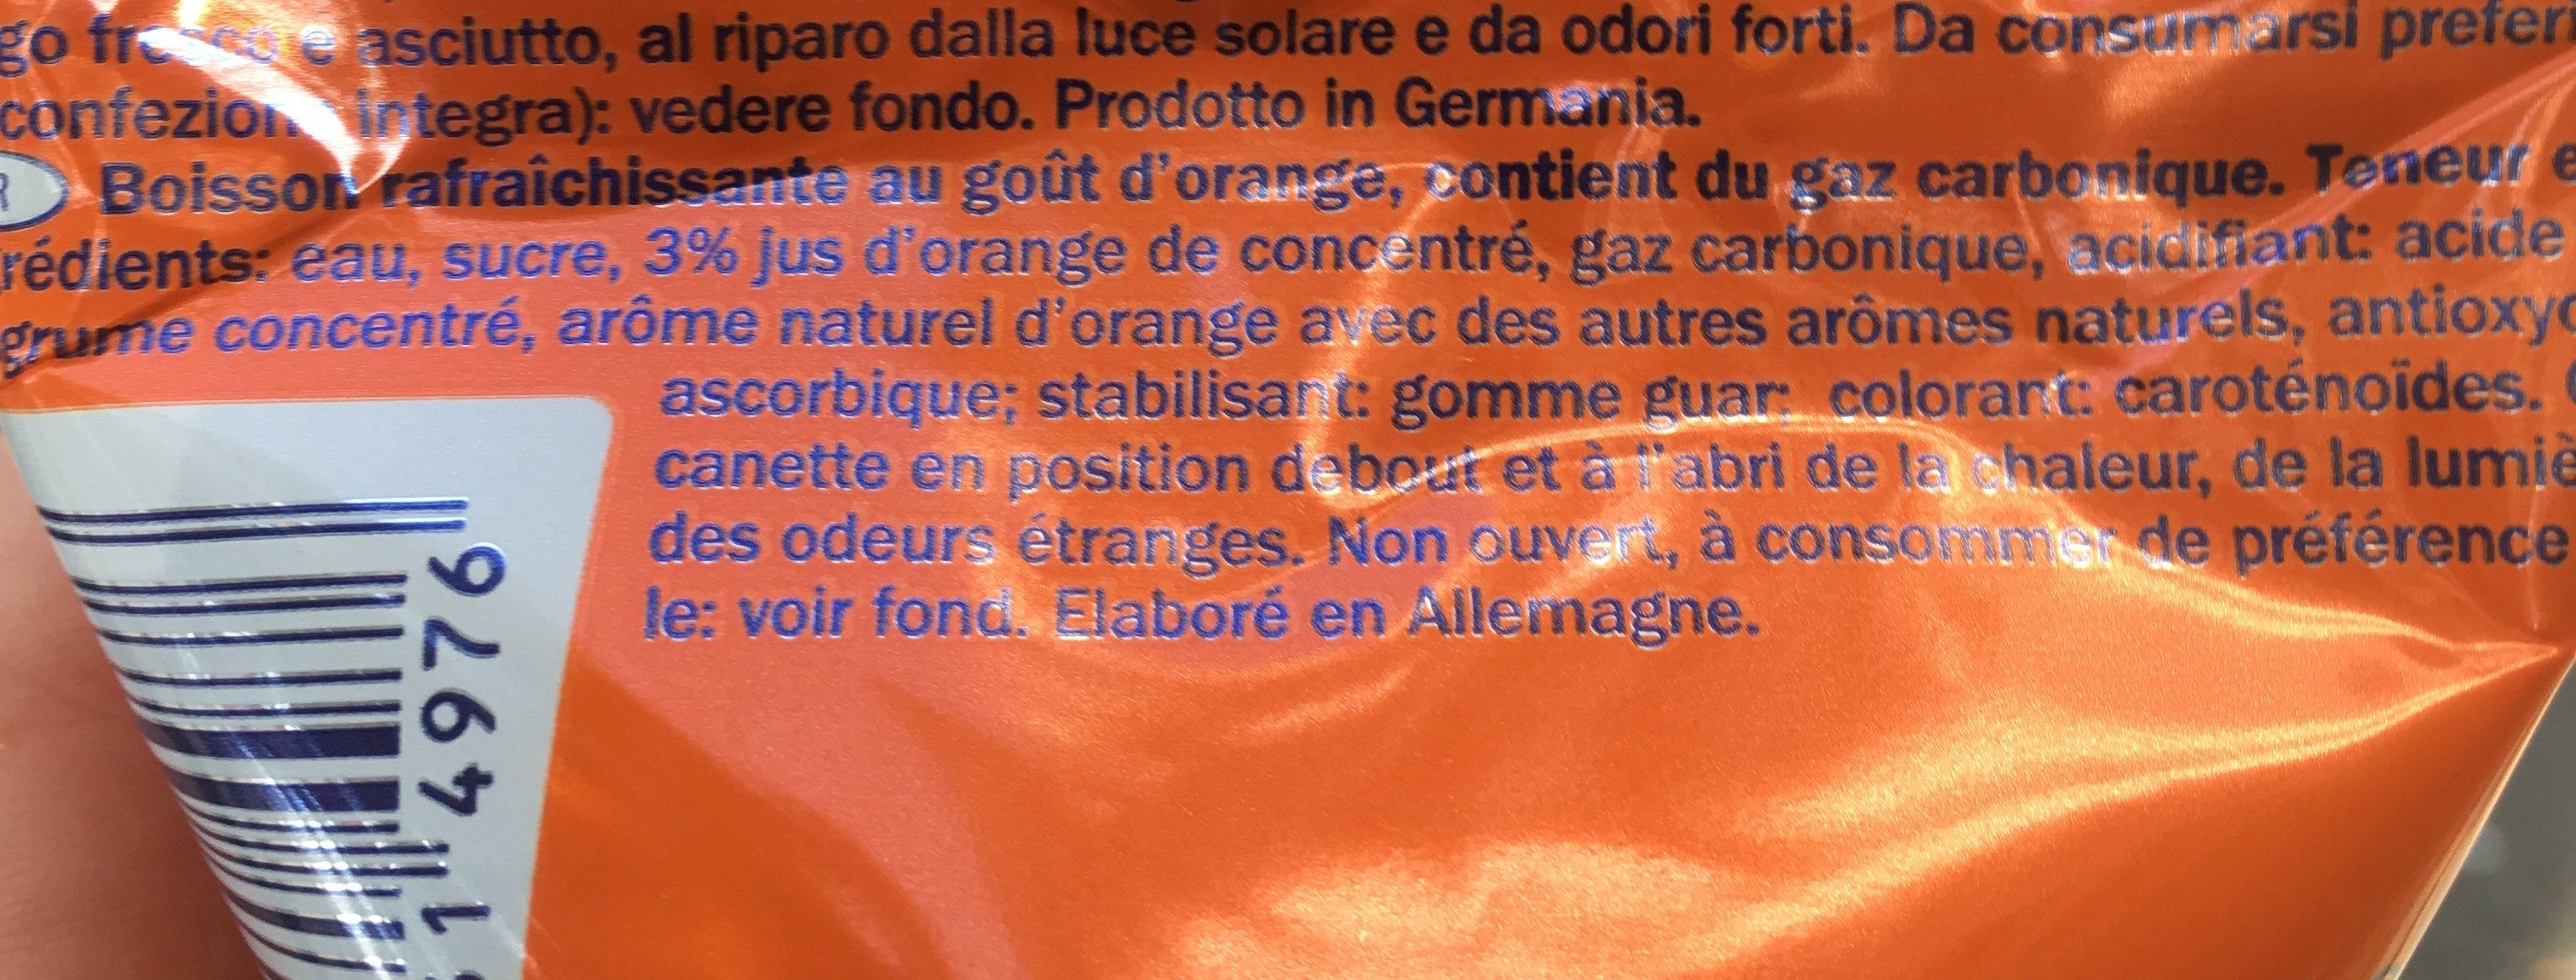 go fresco e asciutto, al riparo dalla luce solare e da odori forti. Da consumarsi prefer
confezion integra): vedere fondo. Prodotto in Germania.
R Boisson rafraîchissante au goût d'orange, contient du gaz carbonique. Teneur e
rédients: eau, sucre, 3% jus d'orange de concentré, gaz carbonique, acidifiant: acide
grume concentré, arôme naturel d'orange avec des autres arômes naturels, antioxy
ascorbique; stabilisant: gomme guar; colorant: caroténoïdes.
canette en position debout et à l'abri de la chaleur, de la lumiè
des odeurs étranges. Non ouvert, à consommer de préférence
le: voir fond. Elaboré en Allemagne.
1 4976